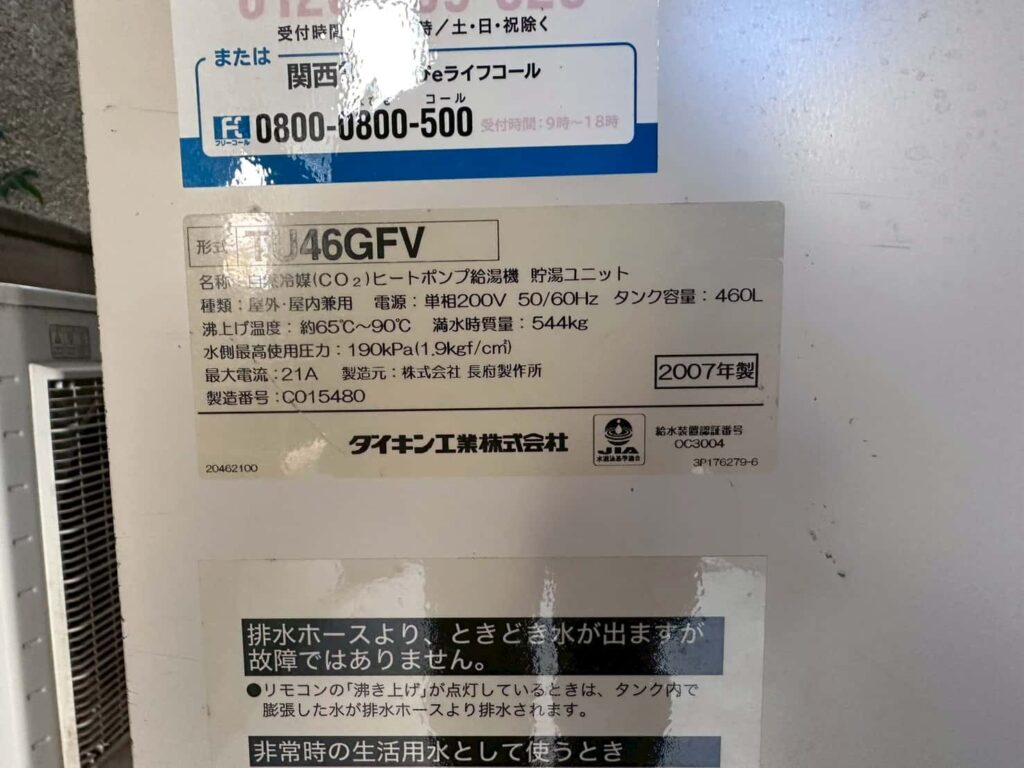 受付時間 時/土・日・祝除く
または
関西 eライフコール
コール
0800-0800-500 受付時間：9時～18時
フリーコール
形式 TU46GFV
名称：自然冷媒(CO₂)ヒートポンプ給湯機 貯湯ユニット
種類：屋外・屋内兼用 電源：単相200V 50/60Hz タンク容量：460L
沸上げ温度：約65℃～90℃ 満水時質量：544kg
水側最高使用圧力：190kPa(1.9kgf/c㎡)
最大電流：21A 製造元：株式会社 長府製作所
2007年製
製造番号：C015480
ダイキン工業株式会社
JIA
給水装置認証番号
OC3004
20462100
3P176279-6
排水ホースより、ときどき水が出ますが
故障ではありません。
●リモコンの「沸き上げ」が点灯しているときは、タンク内で
膨張した水が排水ホースより排水されます。
非常時の生活用水として使うとき